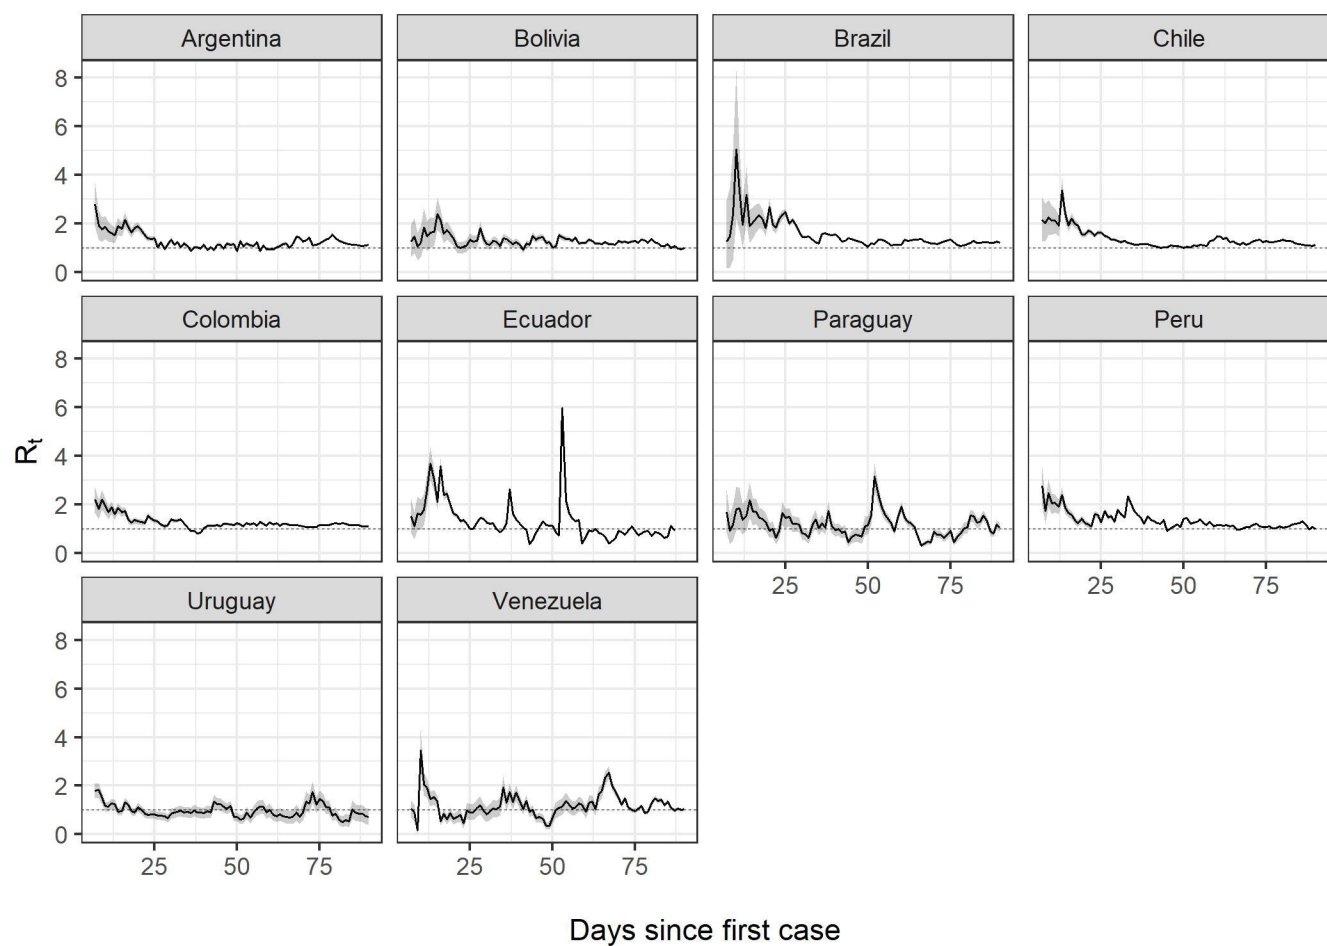 Argentina Bolivia Brazil Chile
8
6
4
2
0
Colombia Ecuador Paraguay Peru
8
6
4
2
0
25 50 75 25 50 75
Uruguay Venezuela
8
6
4
2
0
25 50 75 25 50 75
Rt
Days since first case